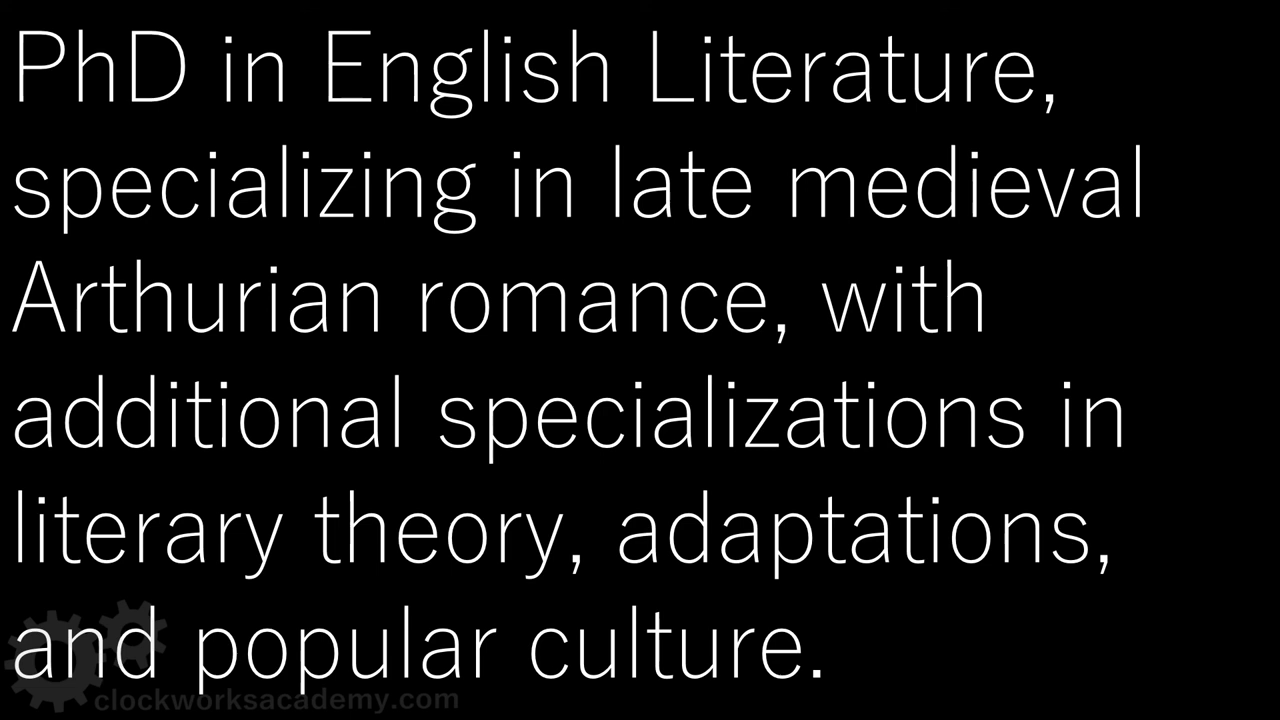 PhD in English Literature,
specializing in late medieval
Arthurian romance, with
additional specializations in
literary theory, adaptations,
and popular culture.
clockworksacademy.com